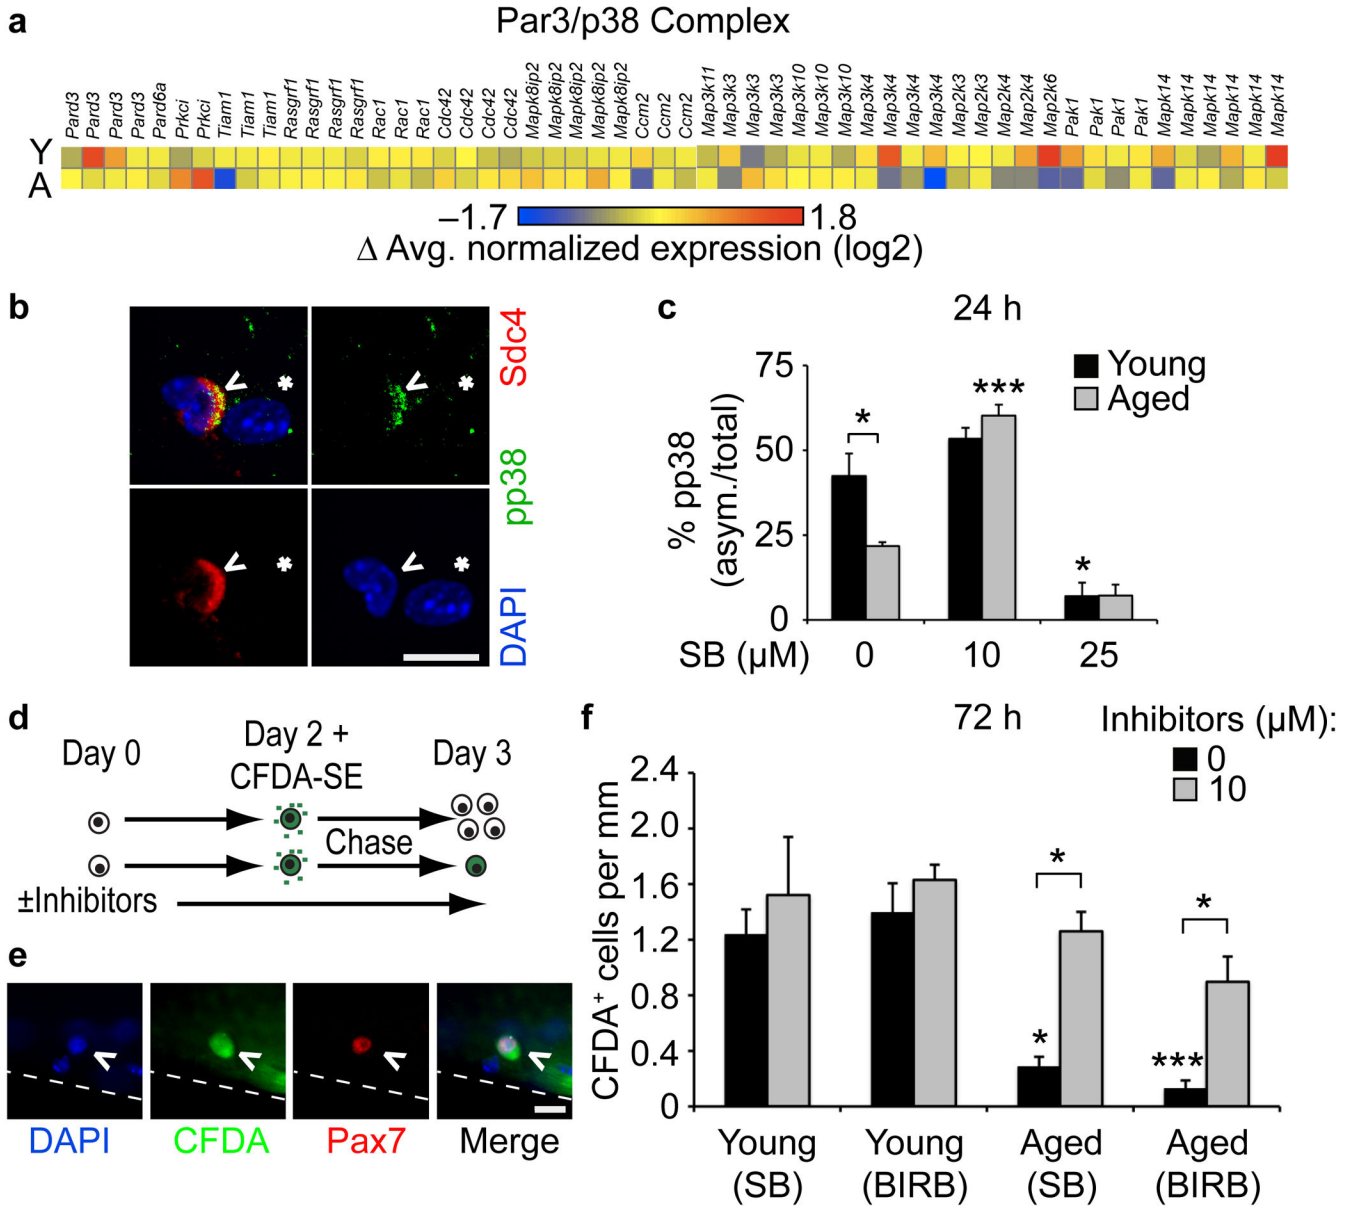 a
Par3/p38 Complex
Pard3 Pard3 Pard3 Pard3 Pard6a Prkci Prkci Tiam1 Tiam1 Tiam1 Rasgrf1 Rasgrf1 Rasgrf1 Rasgrf1 Rac1 Rac1 Rac1 Cdc42 Cdc42 Cdc42 Cdc42 Mapk8ip2 Mapk8ip2 Mapk8ip2 Mapk8ip2 Mapk8ip2 Ccm2 Ccm2 Ccm2 Map3k11 Map3k3 Map3k3 Map3k3 Map3k10 Map3k10 Map3k10 Map3k4 Map3k4 Map3k4 Map3k4 Map2k3 Map2k3 Map2k4 Map2k4 Map2k6 Pak1 Pak1 Pak1 Pak1 Mapk14 Mapk14 Mapk14 Mapk14 Mapk14 Mapk14
Y
A
–1.7 1.8
Δ Avg. normalized expression (log2)
b
Sdc4
pp38
DAPI
*
*
*
*
c
24 h
Young
Aged
% pp38
(asym./total)
75
50
25
0
*
***
*
SB (µM) 0 10 25
d
Day 0
Day 2 +
CFDA-SE
Day 3
Chase
±Inhibitors
e
DAPI CFDA Pax7 Merge
f
72 h
Inhibitors (µM):
0
10
CFDA+ cells per mm
2.4
2.0
1.6
1.2
0.8
0.4
0
*
*
*
***
Young
(SB)
Young
(BIRB)
Aged
(SB)
Aged
(BIRB)